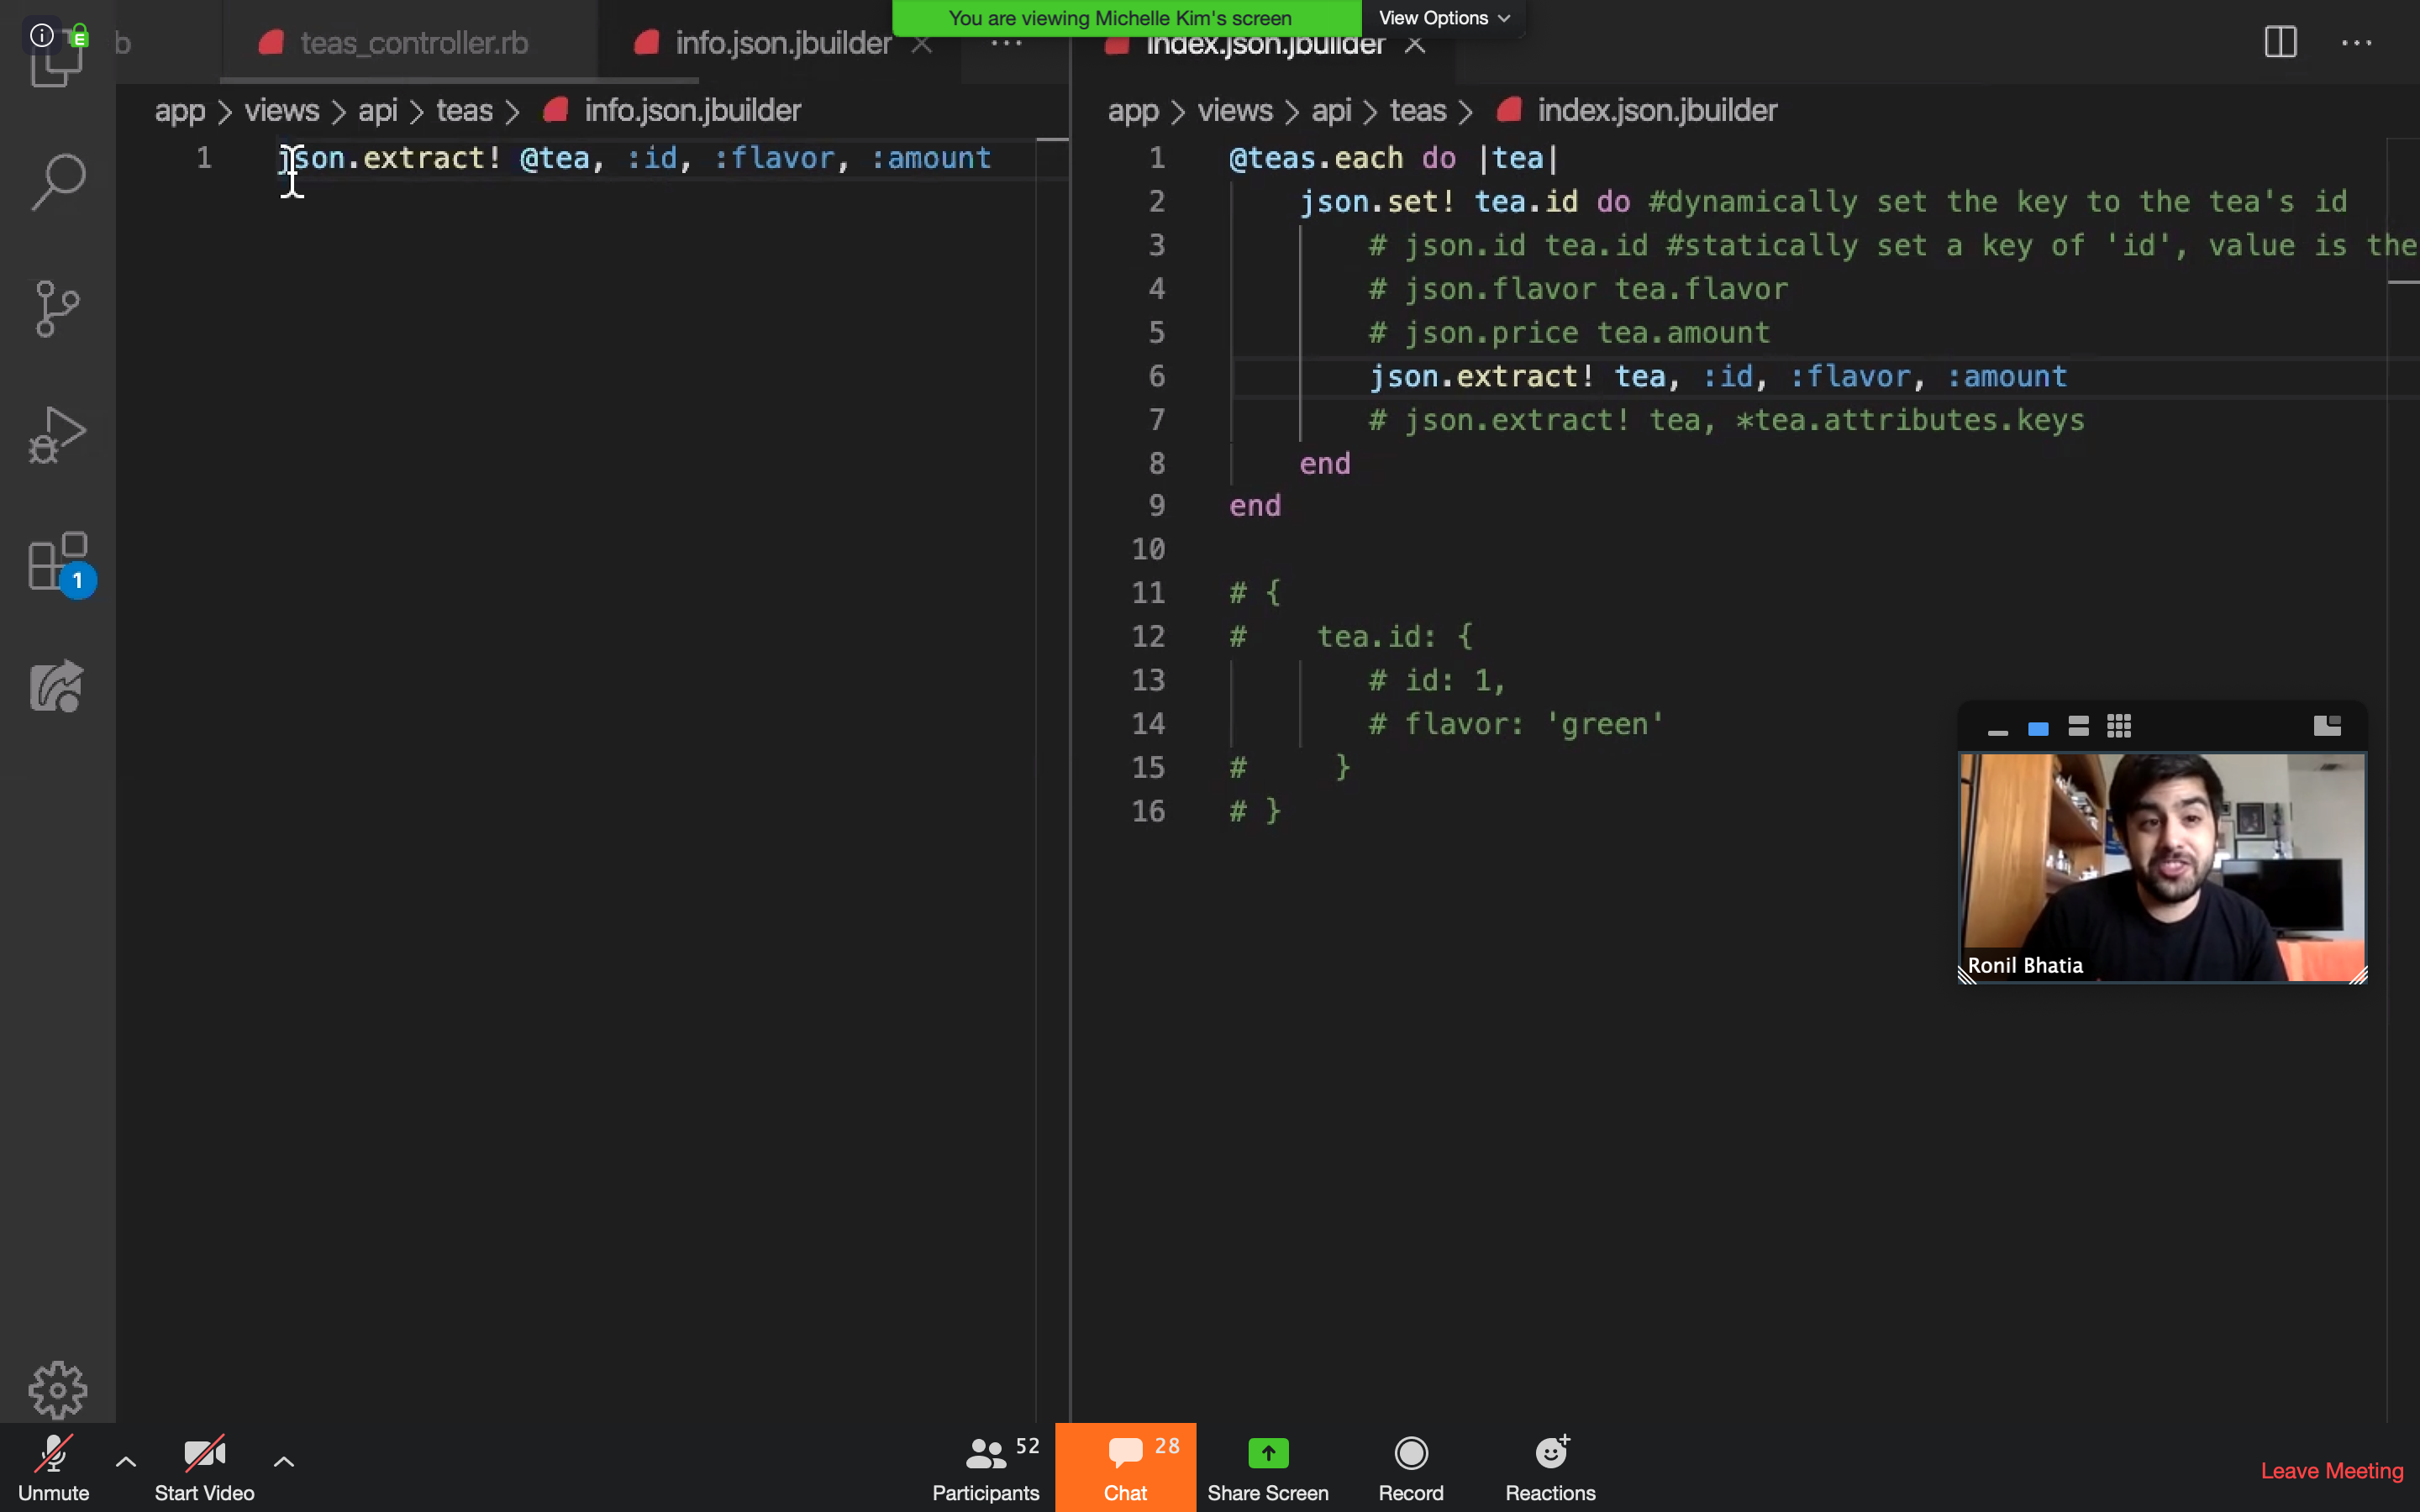 You are viewing Michelle Kim's screen View Options
b teas_controller.rb info.json.jbuilder ··· index.json.jbuilder ···
app > views > api > teas > info.json.jbuilder
1 json.extract! @tea, :id, :flavor, :amount
app > views > api > teas > index.json.jbuilder
1 @teas.each do |tea|
2 json.set! tea.id do #dynamically set the key to the tea's id
3 # json.id tea.id #statically set a key of 'id', value is the
4 # json.flavor tea.flavor
5 # json.price tea.amount
6 json.extract! tea, :id, :flavor, :amount
7 # json.extract! tea, *tea.attributes.keys
8 end
9 end
10
11 # {
12 # tea.id: {
13 # id: 1,
14 # flavor: 'green'
15 # }
16 # }
1
Ronil Bhatia
52 28
Unmute Start Video Participants Chat Share Screen Record Reactions Leave Meeting